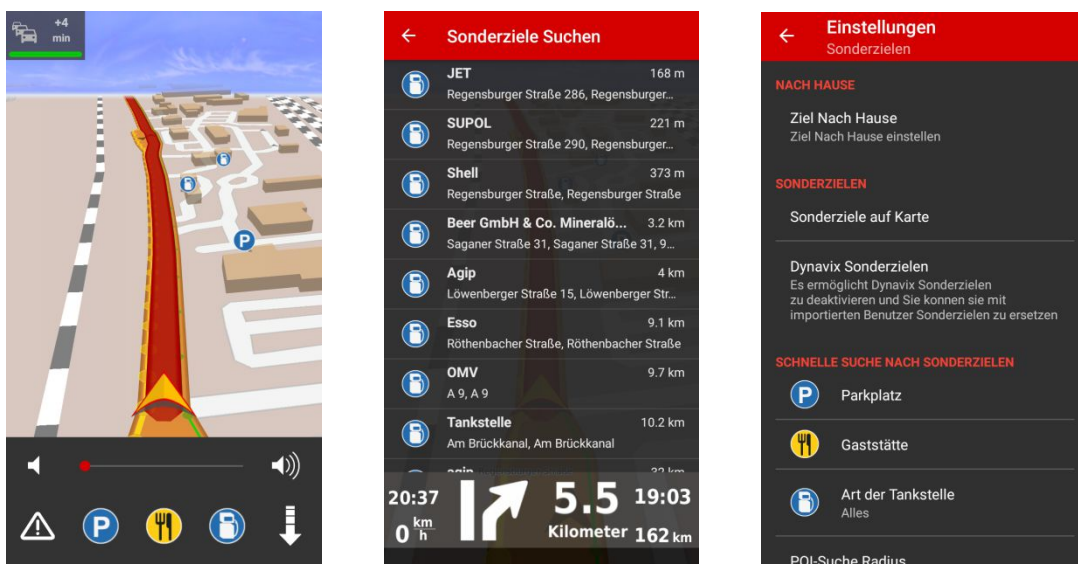 +4
min
P
P
Sonderziele Suchen
JET 168 m
Regensburger Straße 286, Regensburger...
SUPOL 221 m
Regensburger Straße 290, Regensburger...
Shell 373 m
Regensburger Straße, Regensburger Straße
Beer GmbH & Co. Mineralö... 3.2 km
Saganer Straße 31, Saganer Straße 31, 9...
Agip 4 km
Löwenberger Straße 15, Löwenberger Str...
Esso 9.1 km
Röthenbacher Straße, Röthenbacher Straße
OMV 9.7 km
A 9, A 9
Tankstelle 10.2 km
Am Brückkanal, Am Brückkanal
agip 32 km
20:37 5.5 19:03
0 km/h Kilometer 162 km
Einstellungen
Sonderzielen
NACH HAUSE
Ziel Nach Hause
Ziel Nach Hause einstellen
SONDERZIELEN
Sonderziele auf Karte
Dynavix Sonderzielen
Es ermöglicht Dynavix Sonderzielen
zu deaktivieren und Sie konnen sie mit
importierten Benutzer Sonderzielen zu ersetzen
SCHNELLE SUCHE NACH SONDERZIELEN
P Parkplatz
Gaststätte
Art der Tankstelle
Alles
POI-Suche Radius